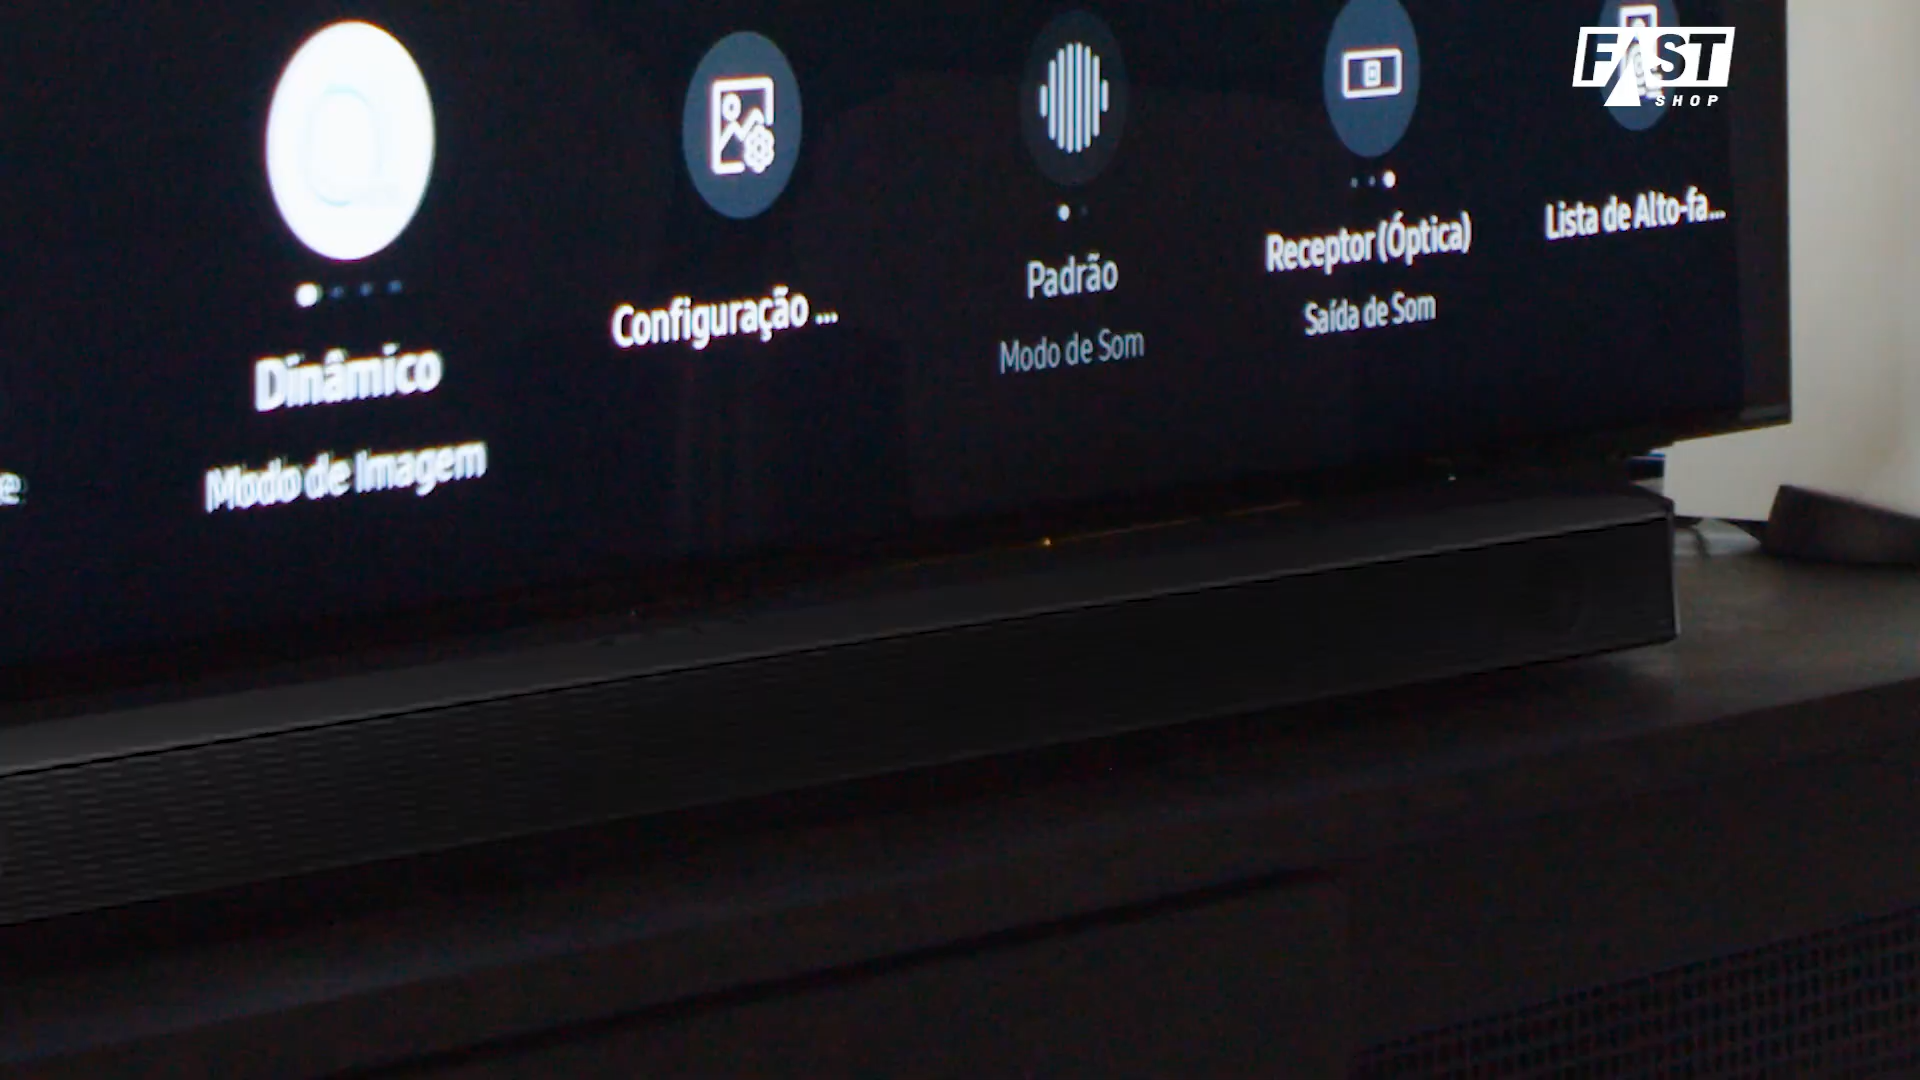 FAST
SHOP
Dinâmico
Modo de Imagem
Configuração ...
Padrão
Modo de Som
Receptor (Óptica)
Saída de Som
Lista de Alto-fa...
e